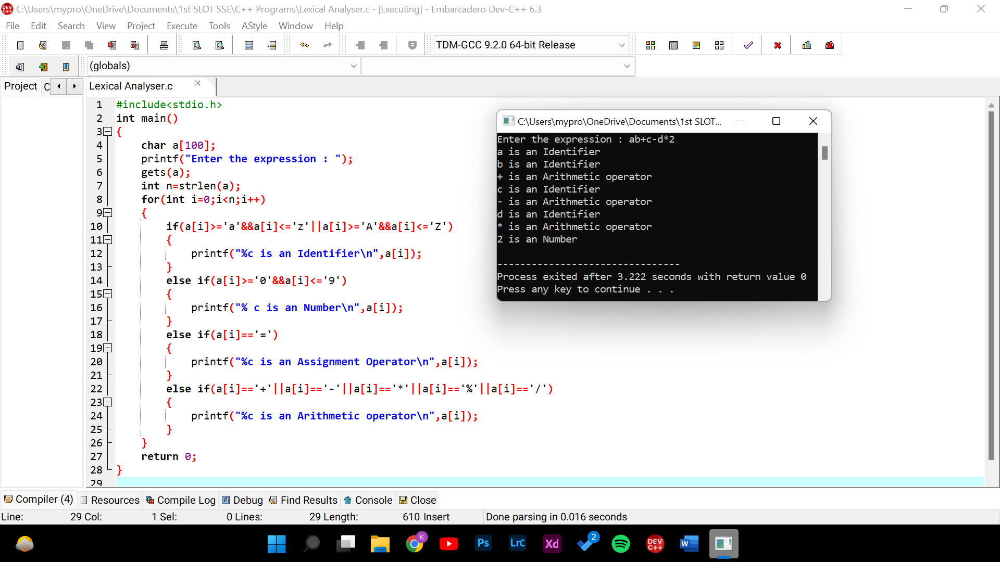 C:\Users\mypro\OneDrive\Documents\1st SLOT SSE\C++ Programs\Lexical Analyser.c - [Executing] - Embarcadero Dev-C++ 6.3
File Edit Search View Project Execute Tools AStyle Window Help
TDM-GCC 9.2.0 64-bit Release
(globals)
Project C Lexical Analyser.c
1 #include<stdio.h>
2 int main()
3 {
4 char a[100];
5 printf("Enter the expression : ");
6 gets(a);
7 int n=strlen(a);
8 for(int i=0;i<n;i++)
9 {
10 if(a[i]>='a'&&a[i]<='z'||a[i]>='A'&&a[i]<='Z')
11 {
12 printf("%c is an Identifier\n",a[i]);
13 }
14 else if(a[i]>='0'&&a[i]<='9')
15 {
16 printf("% c is an Number\n",a[i]);
17 }
18 else if(a[i]=='=')
19 {
20 printf("%c is an Assignment Operator\n",a[i]);
21 }
22 else if(a[i]=='+'||a[i]=='-'||a[i]=='*'||a[i]=='%'||a[i]=='/')
23 {
24 printf("%c is an Arithmetic operator\n",a[i]);
25 }
26 }
27 return 0;
28 }
29
C:\Users\mypro\OneDrive\Documents\1st SLOT...
Enter the expression : ab+c-d*2
a is an Identifier
b is an Identifier
+ is an Arithmetic operator
c is an Identifier
- is an Arithmetic operator
d is an Identifier
* is an Arithmetic operator
2 is an Number
--------------------------------
Process exited after 3.222 seconds with return value 0
Press any key to continue . . .
Compiler (4) Resources Compile Log Debug Find Results Console Close
Line: 29 Col: 1 Sel: 0 Lines: 29 Length: 610 Insert Done parsing in 0.016 seconds
K Ps LrC Xd 2 DEV C++ W